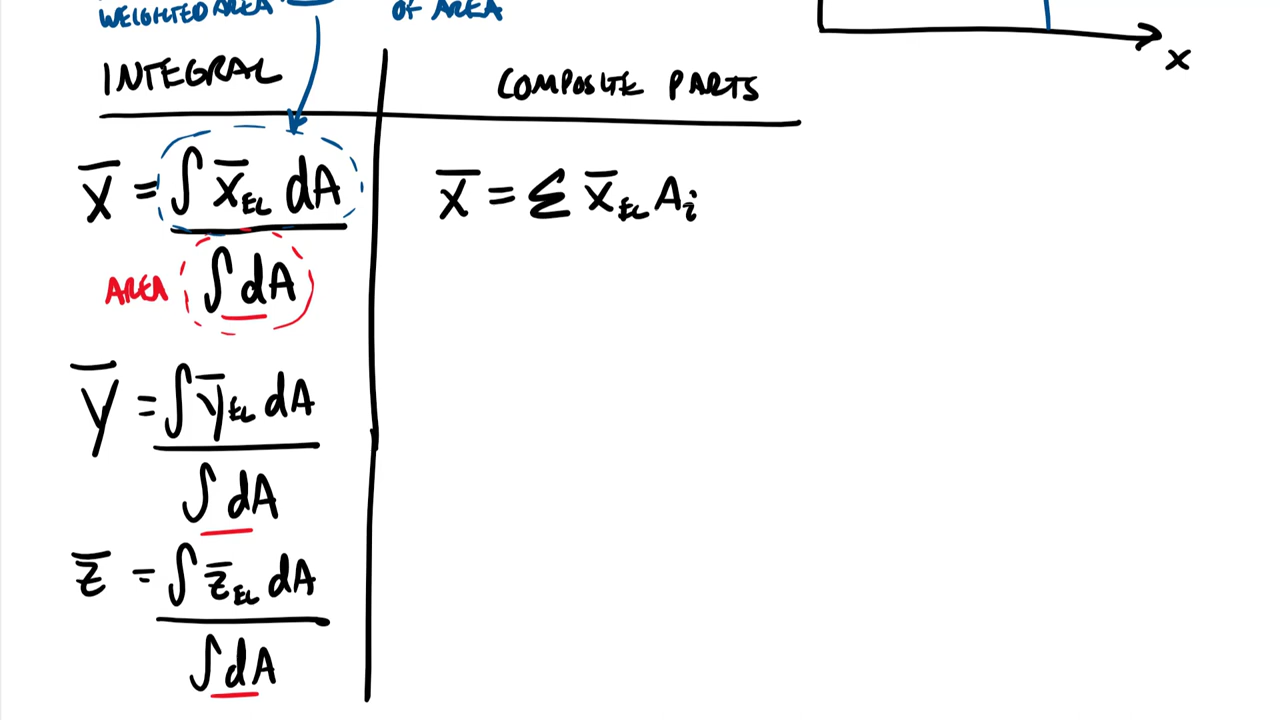 WEIGHTED AREA
OF AREA
X
INTEGRAL
COMPOSITE PARTS
X̄ = ∫ x̄EL dA
∫ dA
AREA
X̄ = Σ x̄EL Ai
ȳ = ∫ ȳEL dA
∫ dA
z̄ = ∫ z̄EL dA
∫ dA